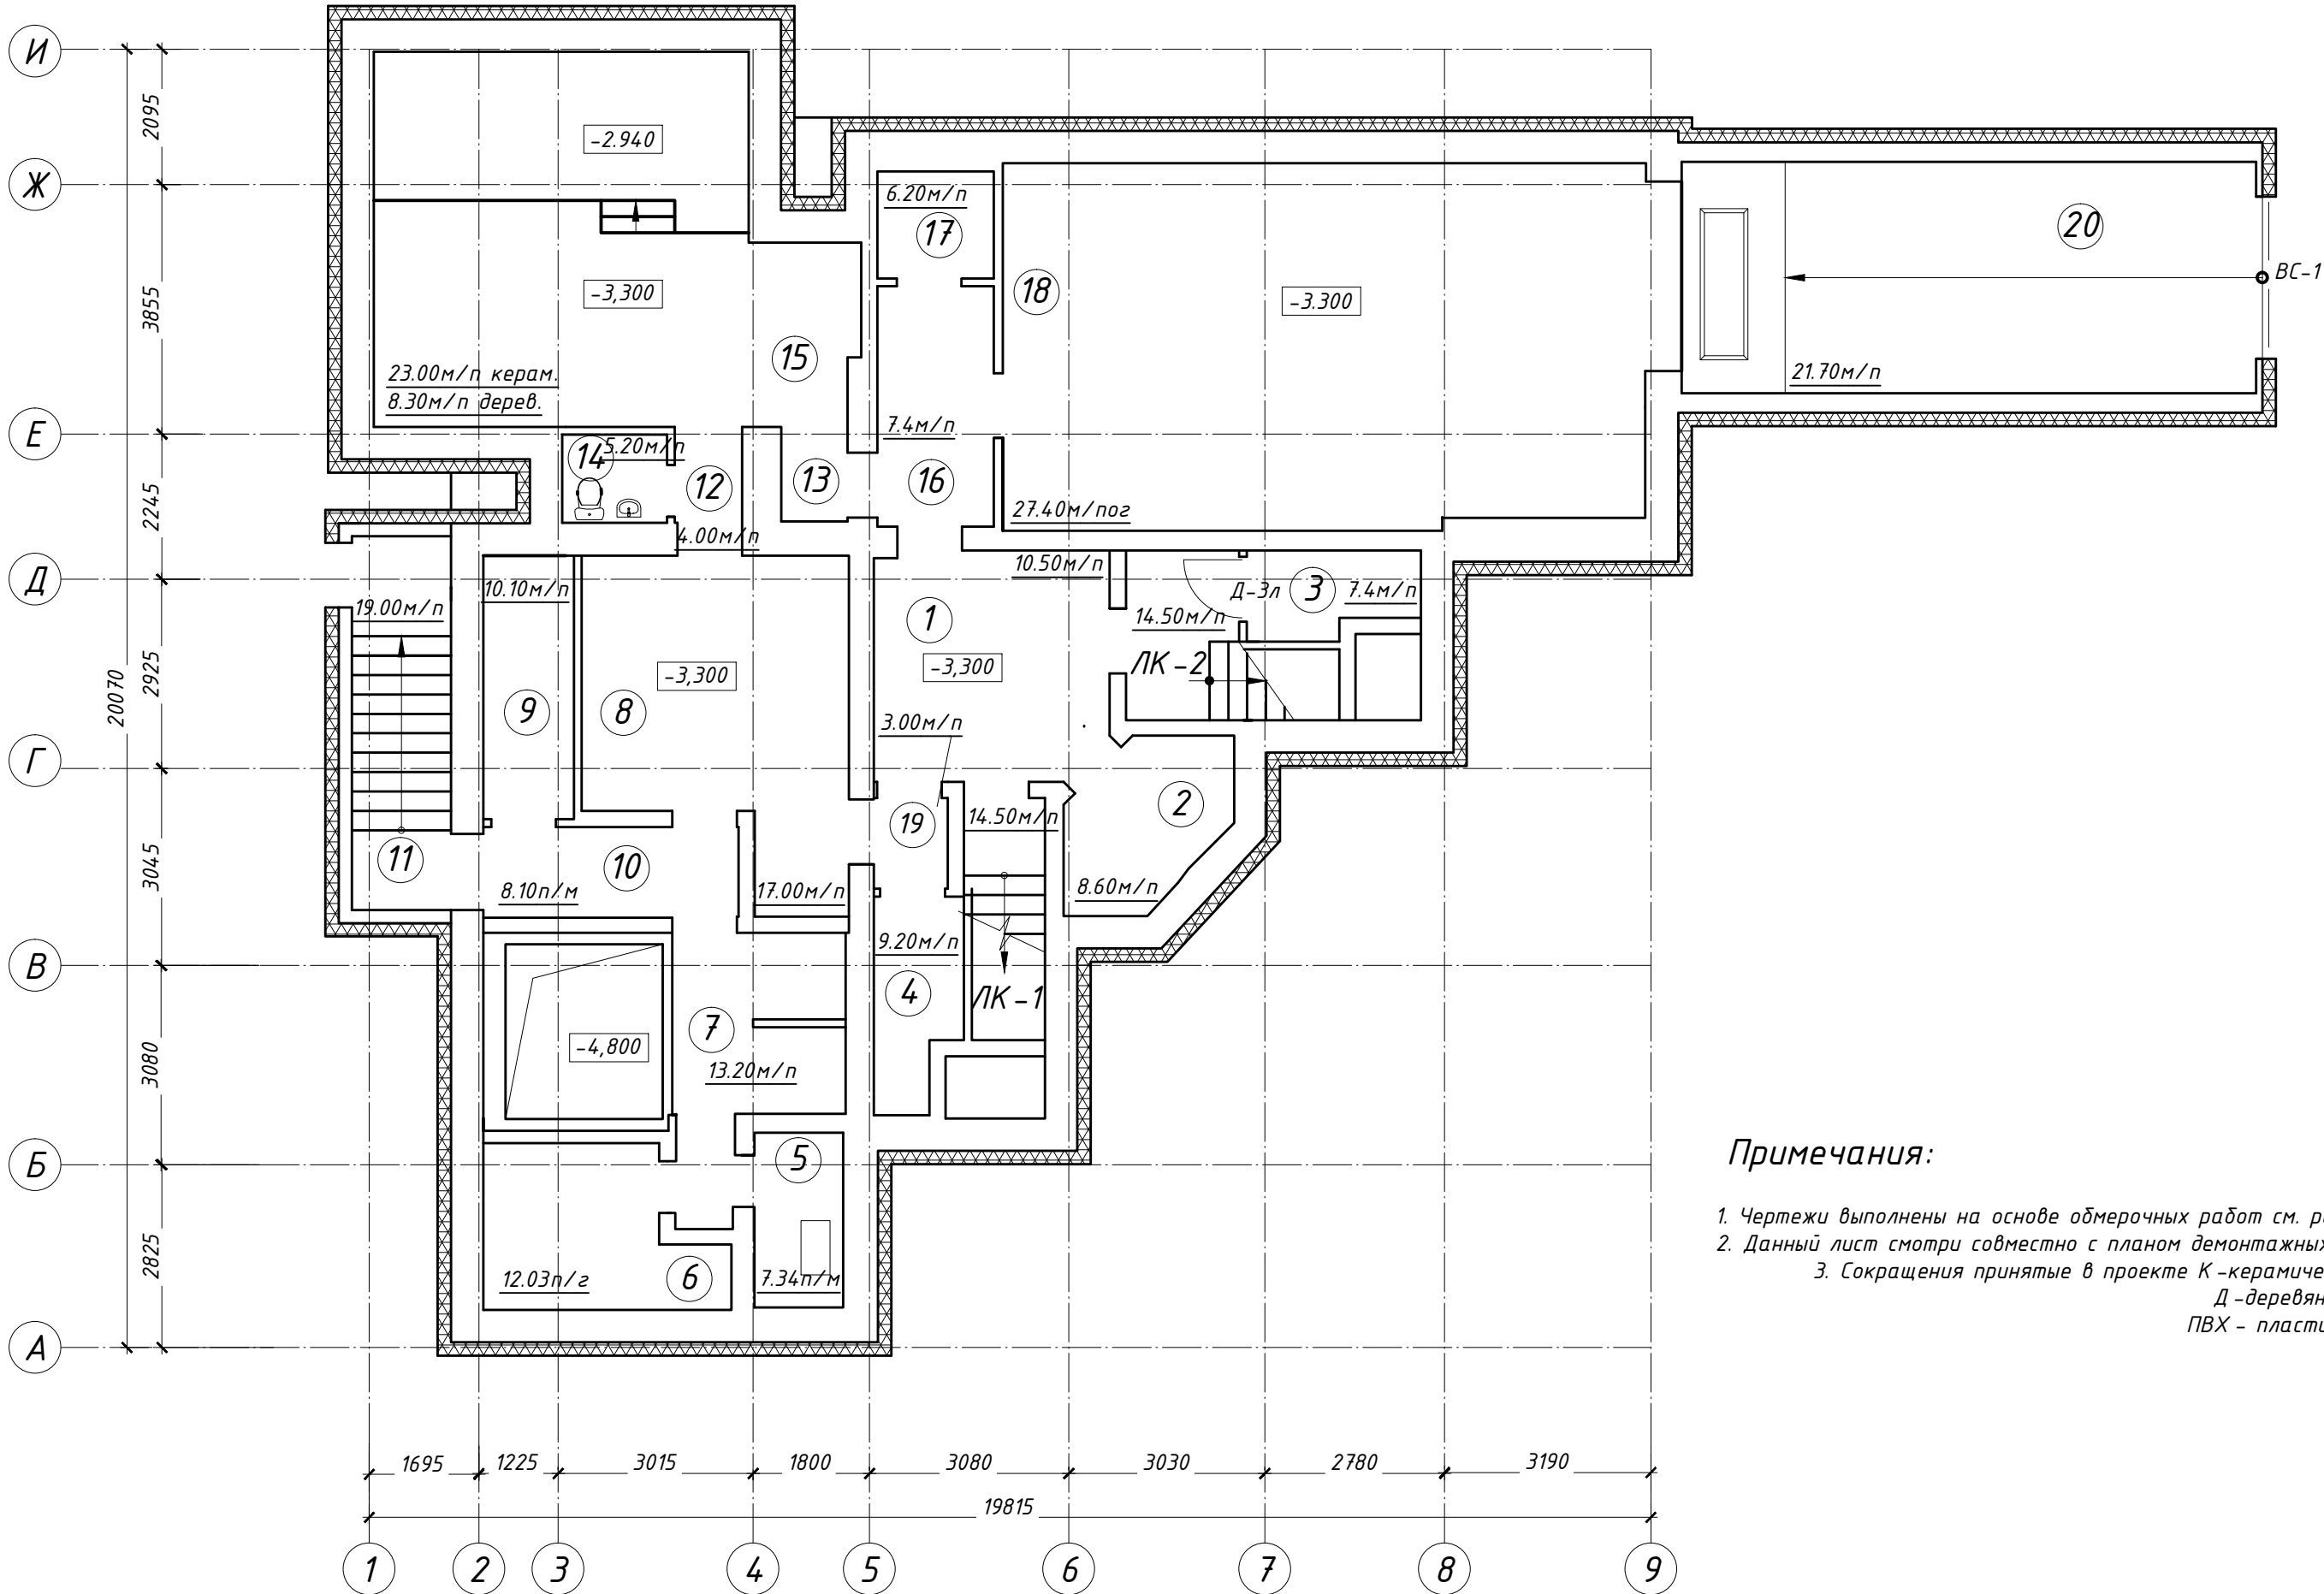 И
2095
-2.940
Ж
6.20м/п
17
20
ВС-1
3855
-3,300
18
-3.300
15
23.00м/п керам.
8.30м/п дерев.
21.70м/п
Е
7.4м/п
14
5.20м/п
12
13
16
2245
27.40м/пог
4.00м/п
10.50м/п
Д
10.10м/п
Д-3л
3
7.4м/п
19.00м/п
1
14.50м/п
20070
2925
-3,300
-3,300
ЛК-2
9
8
3.00м/п
Г
2
19
14.50м/п
3045
11
10
8.10п/м
17.00м/п
8.60м/п
9.20м/п
В
4
ЛК-1
7
-4,800
3080
13.20м/п
Б
5
Примечания:
1. Чертежи выполнены на основе обмерочных работ см.
2. Данный лист смотри совместно с планом демонтажных
2825
12.03п/г
6
7.34п/м
3. Сокращения принятые в проекте К-
Д-
ПВХ -
А
1695
1225
3015
1800
3080
3030
2780
3190
19815
1
2
3
4
5
6
7
8
9